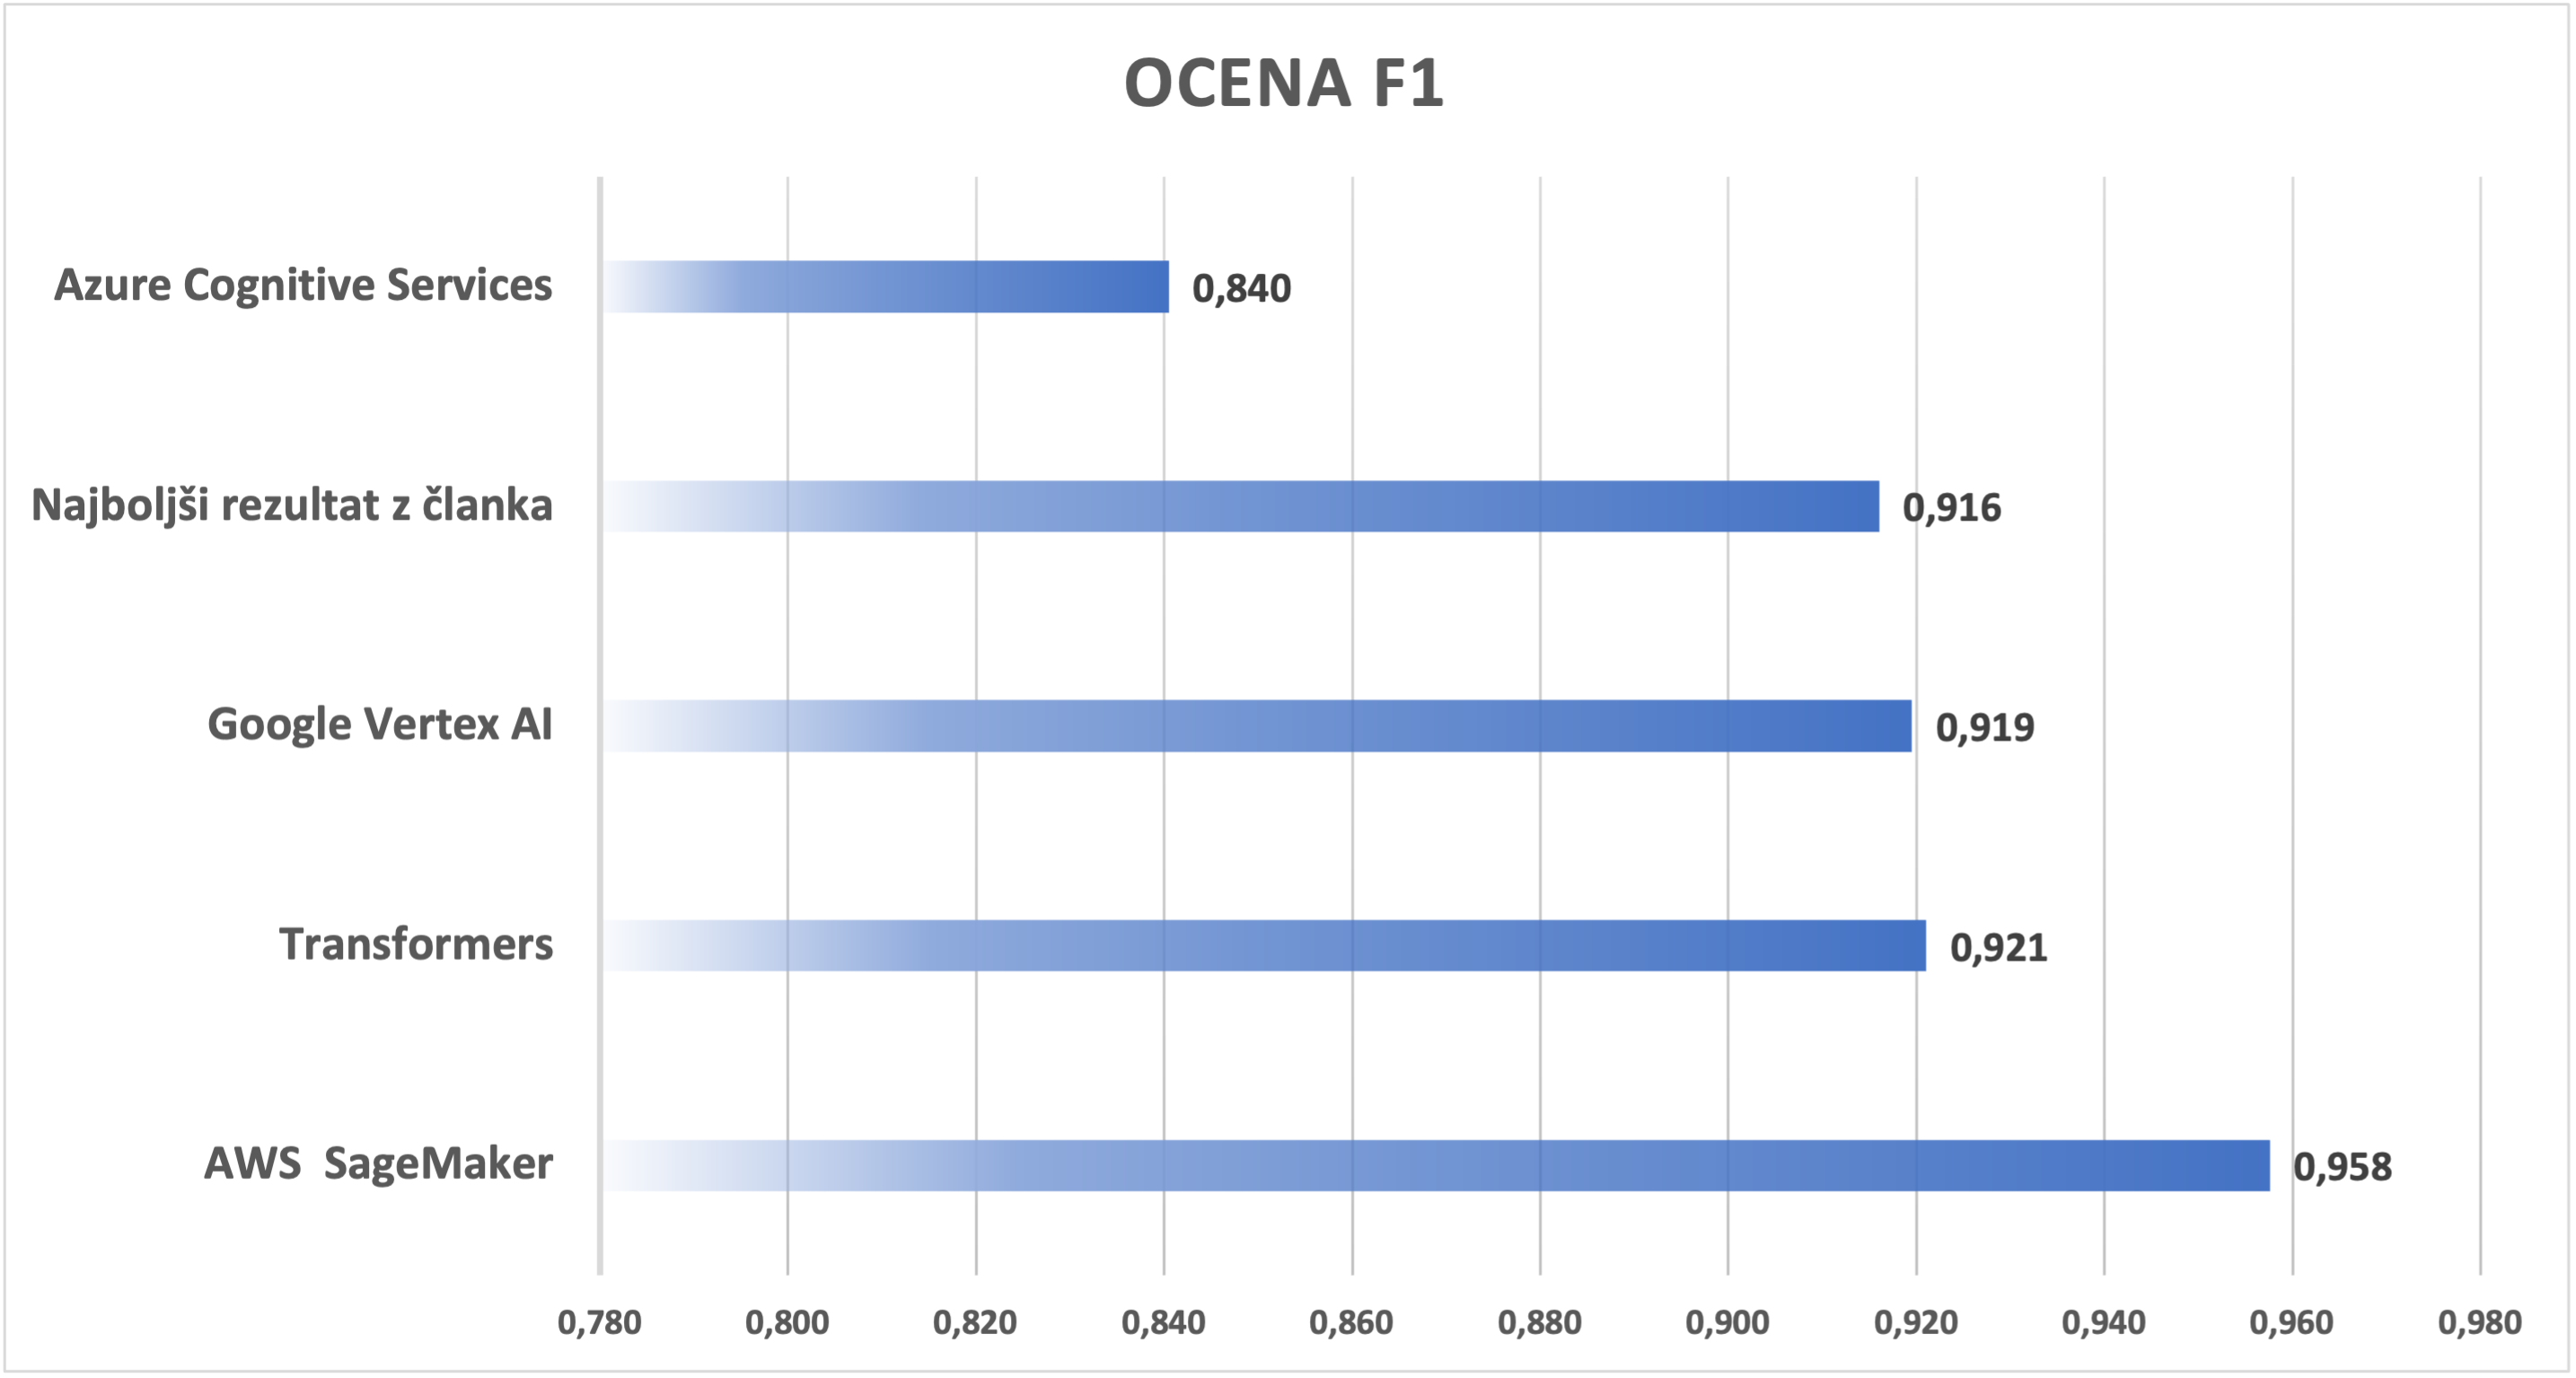 OCENA F1
Azure Cognitive Services 0,840
Najboljši rezultat z članka 0,916
Google Vertex AI 0,919
Transformers 0,921
AWS  SageMaker 0,958
0,780 0,800 0,820 0,840 0,860 0,880 0,900 0,920 0,940 0,960 0,980